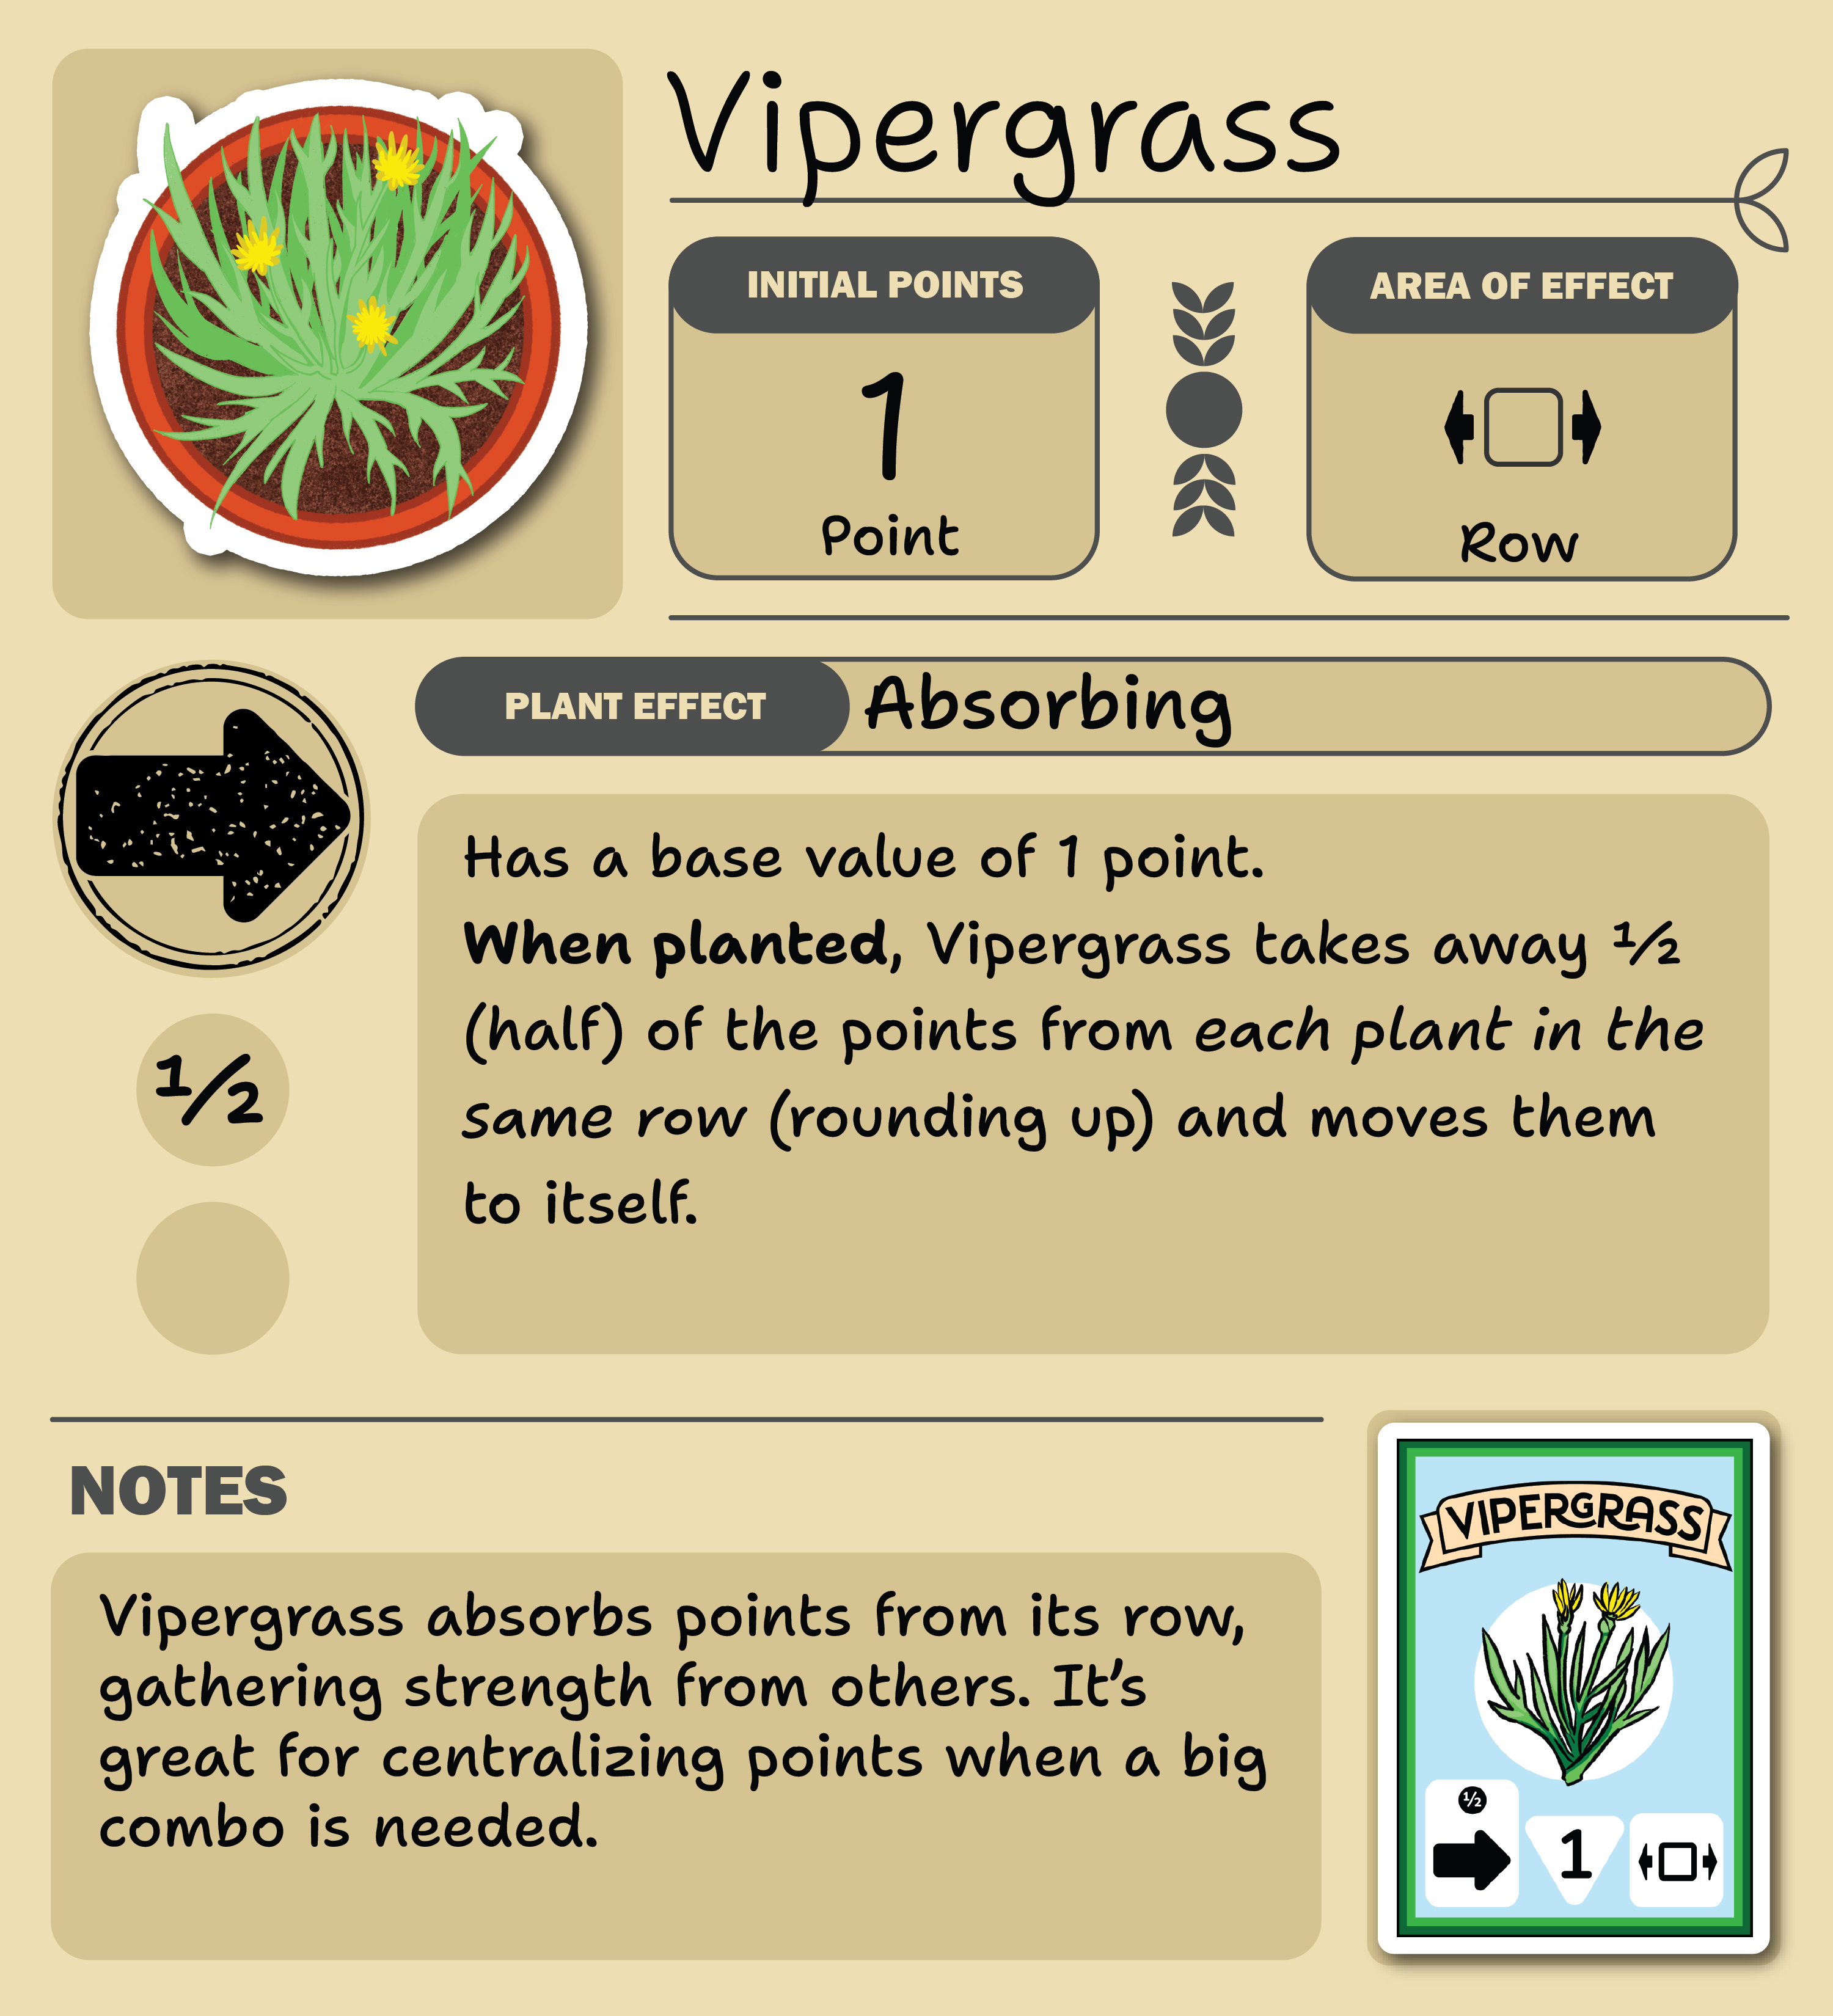 Vipergrass
INITIAL POINTS
1
Point
AREA OF EFFECT
Row
PLANT EFFECT
Absorbing
Has a base value of 1 point.
When planted, Vipergrass takes away ½
(half) of the points from each plant in the
same row (rounding up) and moves them
to itself.
½
NOTES
Vipergrass absorbs points from its row,
gathering strength from others. It's
great for centralizing points when a big
combo is needed.
VIPERGRASS
½
1